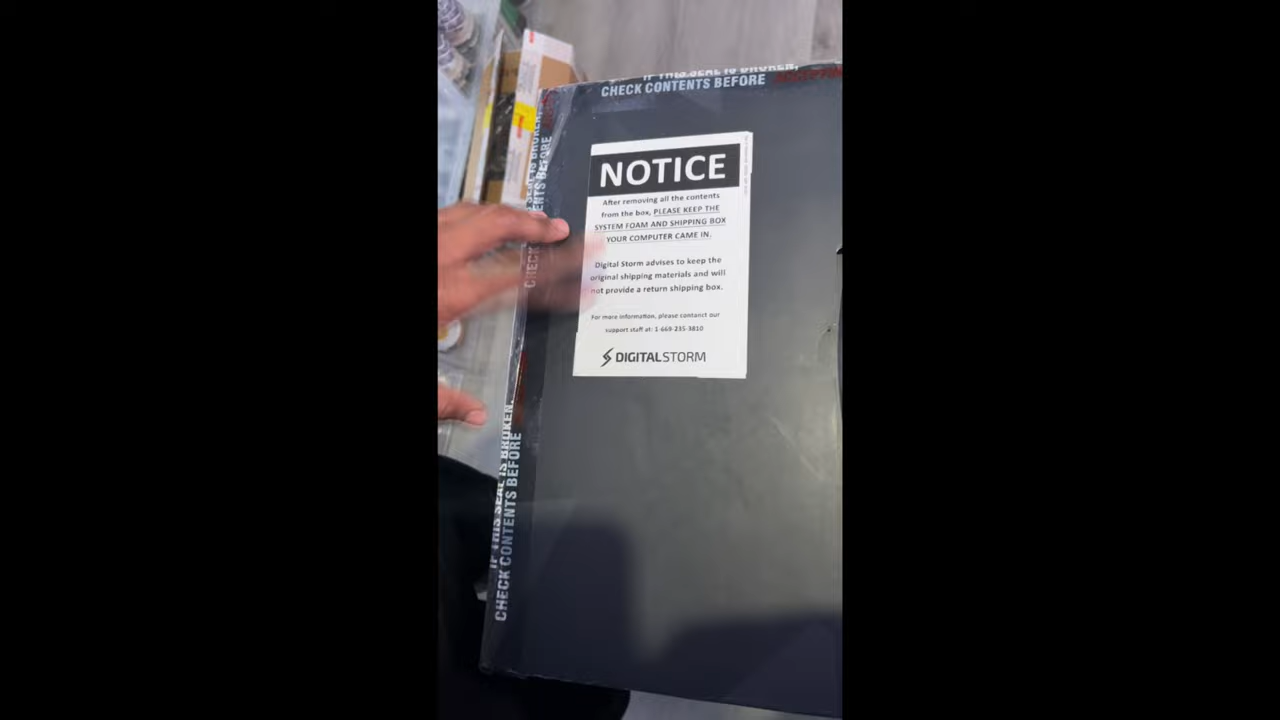 IF THIS SEAL IS BROKEN,
CHECK CONTENTS BEFORE
NOTICE
After removing all the contents
from the box, PLEASE KEEP THE
SYSTEM FOAM AND SHIPPING BOX
YOUR COMPUTER CAME IN.
Digital Storm advises to keep the
original shipping materials and will
not provide a return shipping box.
For more information, please contanct our
support staff at: 1-669-235-3810
DIGITALSTORM
IF THIS SEAL IS BROKEN,
CHECK CONTENTS BEFORE